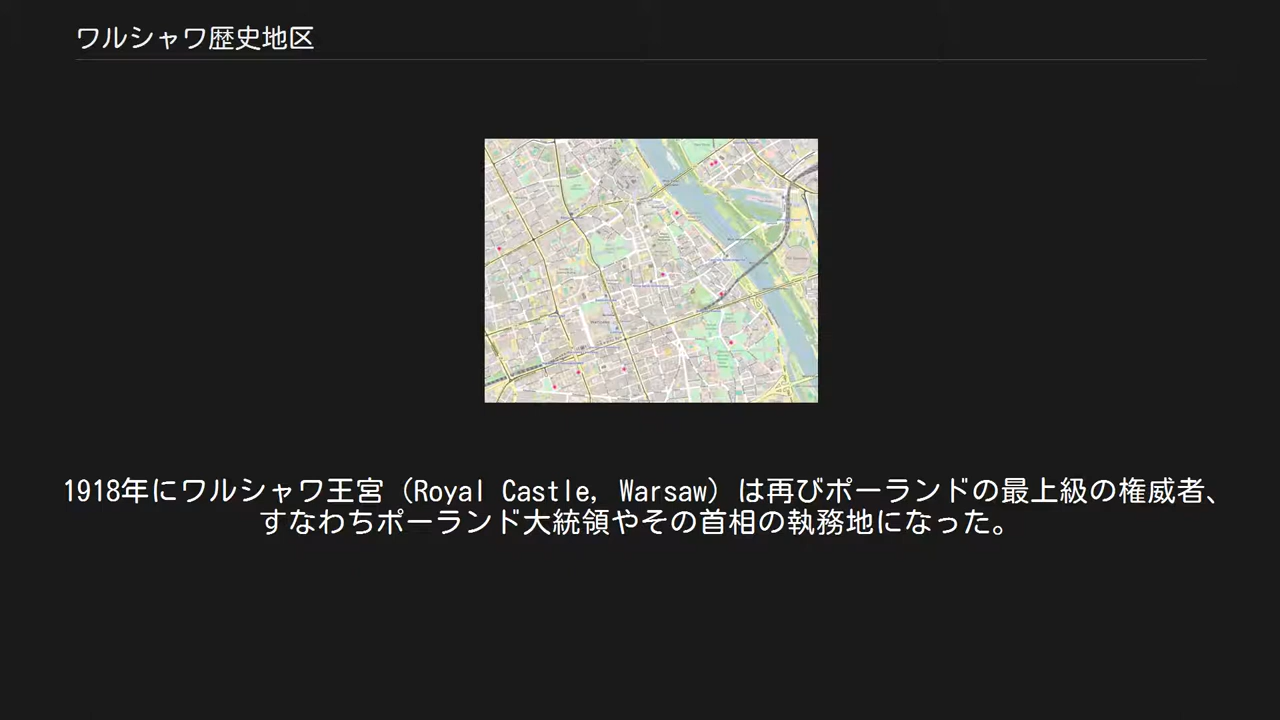 ワルシャワ歴史地区
1918年にワルシャワ王宮（Royal Castle, Warsaw）は再びポーランドの最上級の権威者、
すなわちポーランド大統領やその首相の執務地になった。